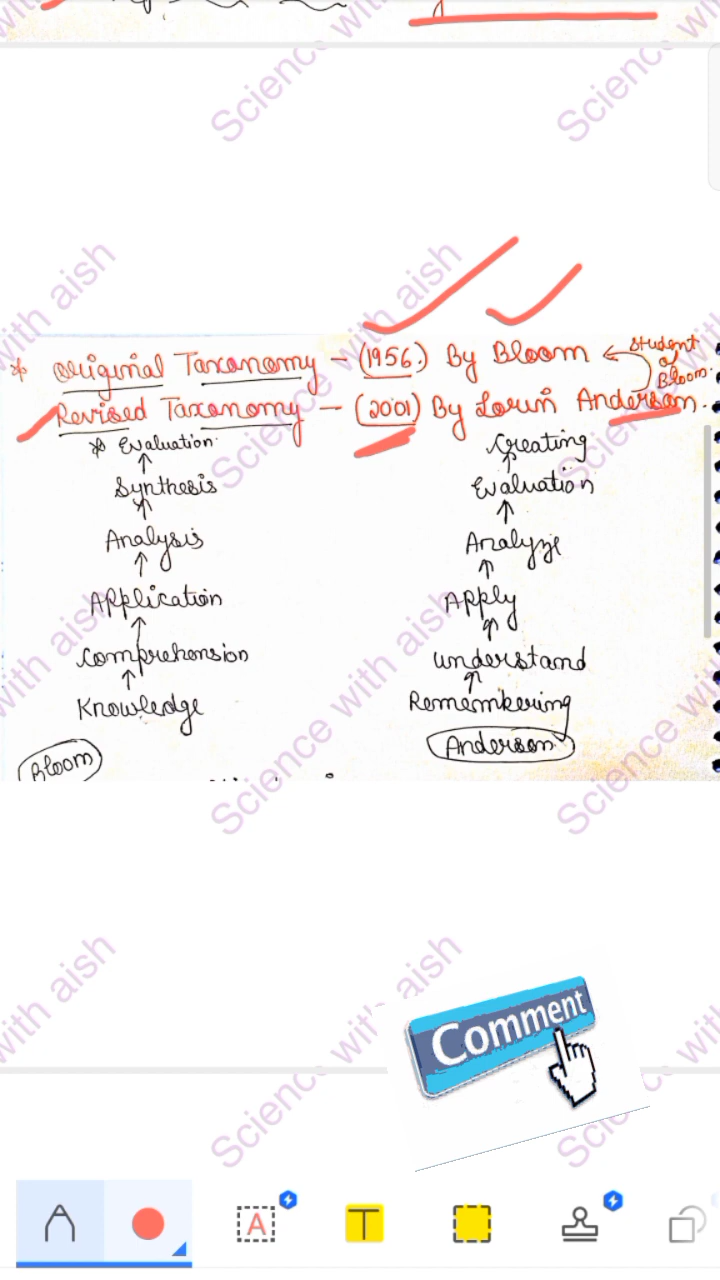 * Original Taxonomy - (1956) By Bloom ← Student of Bloom.
Revised Taxonomy - (2001) By Lorin Anderson.
* Evaluation.
↑
Synthesis
↑
Analysis
↑
Application
↑
Comprehension
↑
Knowledge
Bloom
Creating
↑
Evaluation
↑
Analyze
↑
Apply
↑
understand
↑
Remembering
Anderson
Comment
A
T
Science with aish